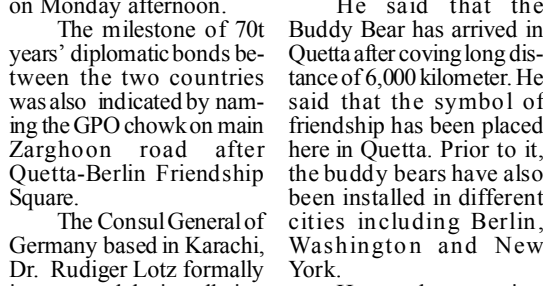 on Monday afternoon.
The milestone of 70t
years’ diplomatic bonds be-
tween the two countries
was also indicated by nam-
ing the GPO chowk on main
Zarghoon road after
Quetta-Berlin Friendship
Square.
The Consul General of
Germany based in Karachi,
Dr. Rudiger Lotz formally
He said that the
Buddy Bear has arrived in
Quetta after coving long dis-
tance of 6,000 kilometer. He
said that the symbol of
friendship has been placed
here in Quetta. Prior to it,
the buddy bears have also
been installed in different
cities including Berlin,
Washington and New
York.